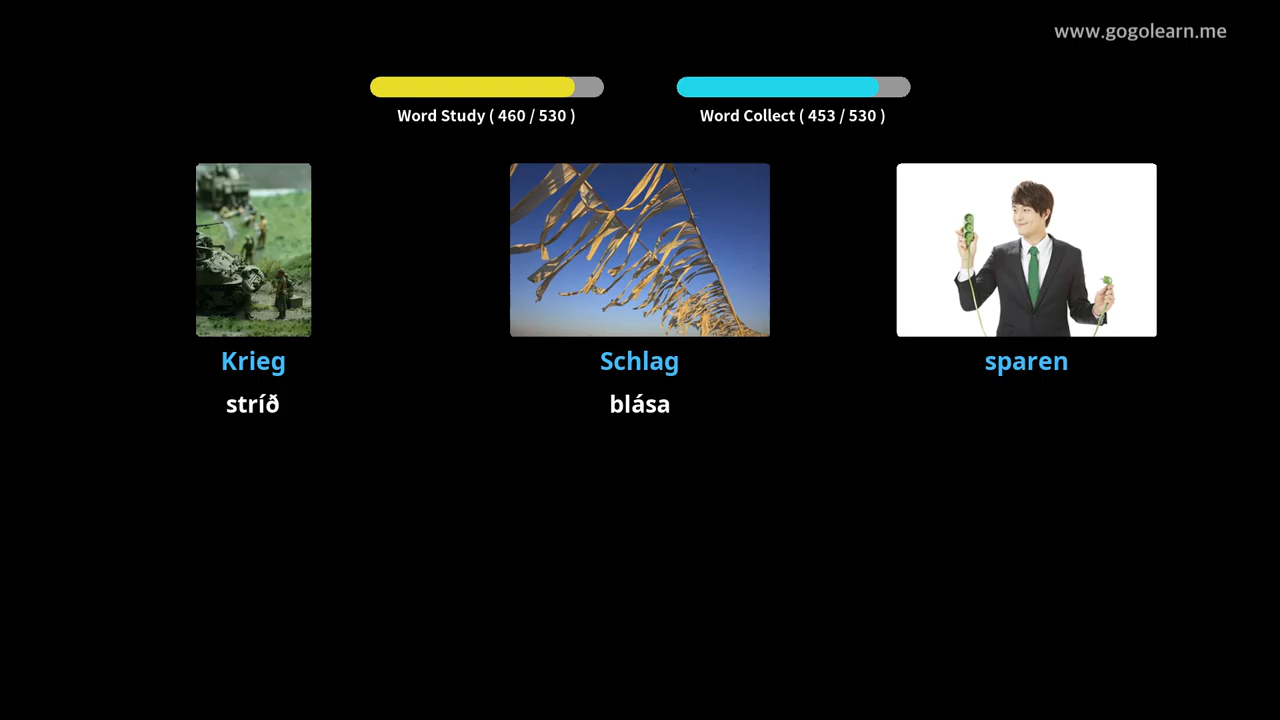 www.gogolearn.me
Word Study ( 460 / 530 )
Word Collect ( 453 / 530 )
Krieg
Schlag
sparen
stríð
blása